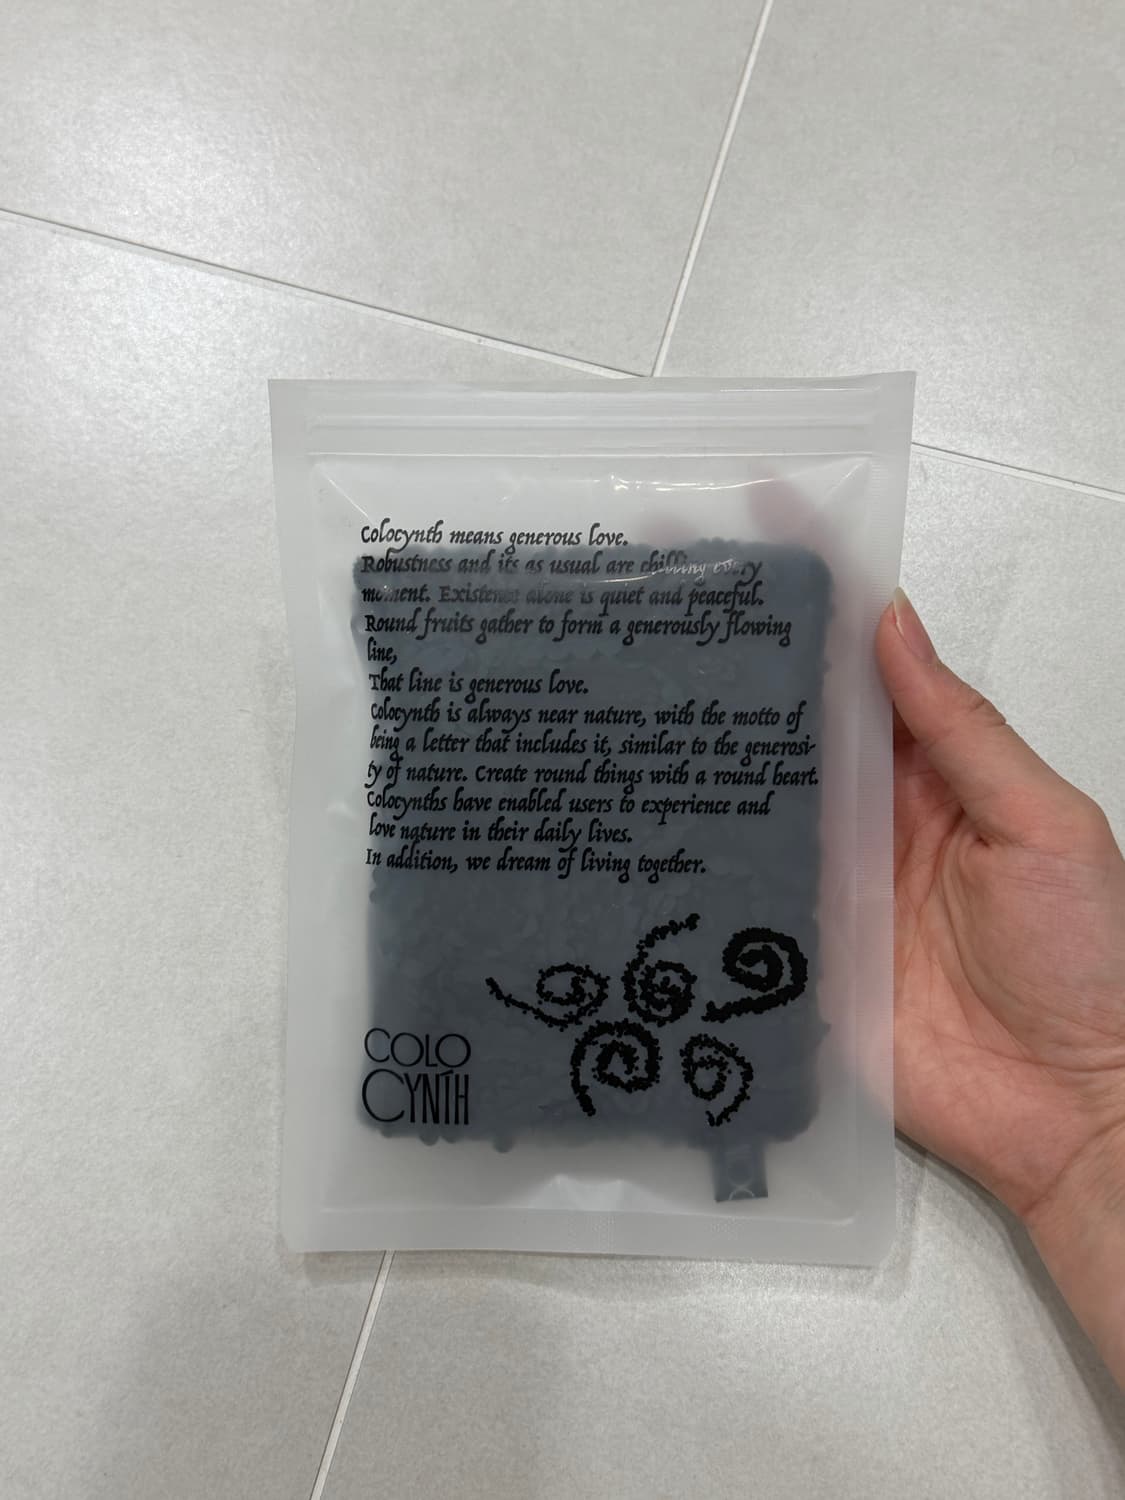 Colocynth means generous love.
Robustness and its as usual are chilling every
moment. Existence alone is quiet and peaceful.
Round fruits gather to form a generously flowing
line,
That line is generous love.
Colocynth is always near nature, with the motto of
being a letter that includes it, similar to the generosi-
ty of nature. Create round things with a round heart.
Colocynths have enabled users to experience and
love nature in their daily lives.
In addition, we dream of living together.
COLO
CYNTH